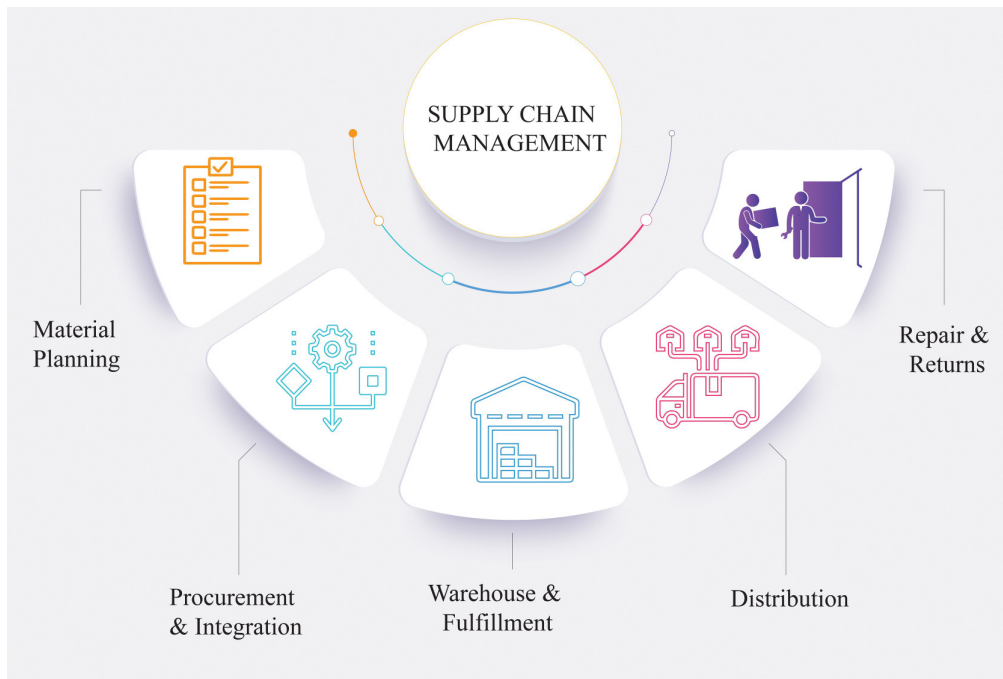 SUPPLY CHAIN
MANAGEMENT
Material
Planning
Procurement
& Integration
Warehouse &
Fulfillment
Distribution
Repair &
Returns